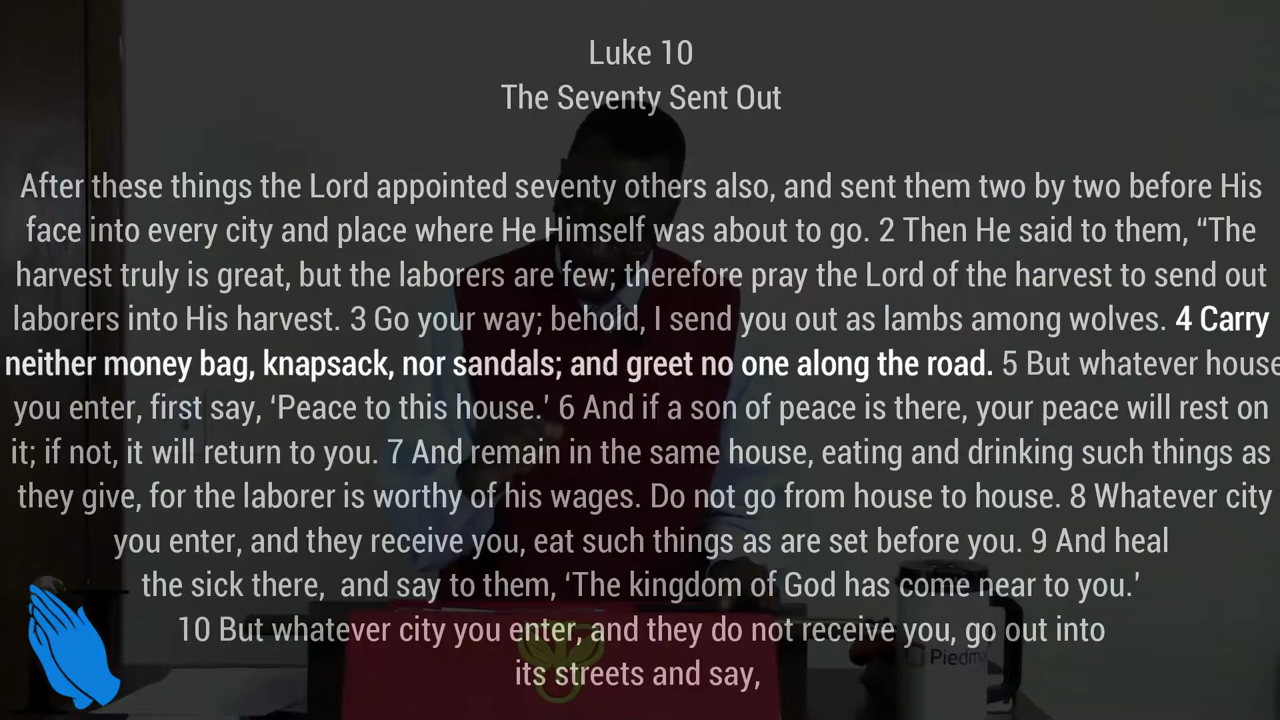 Luke 10
The Seventy Sent Out
After these things the Lord appointed seventy others also, and sent them two by two before His
face into every city and place where He Himself was about to go. 2 Then He said to them, “The
harvest truly is great, but the laborers are few; therefore pray the Lord of the harvest to send out
laborers into His harvest. 3 Go your way; behold, I send you out as lambs among wolves. 4 Carry
neither money bag, knapsack, nor sandals; and greet no one along the road. 5 But whatever house
you enter, first say, ‘Peace to this house.’ 6 And if a son of peace is there, your peace will rest on
it; if not, it will return to you. 7 And remain in the same house, eating and drinking such things as
they give, for the laborer is worthy of his wages. Do not go from house to house. 8 Whatever city
you enter, and they receive you, eat such things as are set before you. 9 And heal
the sick there, and say to them, ‘The kingdom of God has come near to you.’
10 But whatever city you enter, and they do not receive you, go out into
its streets and say,